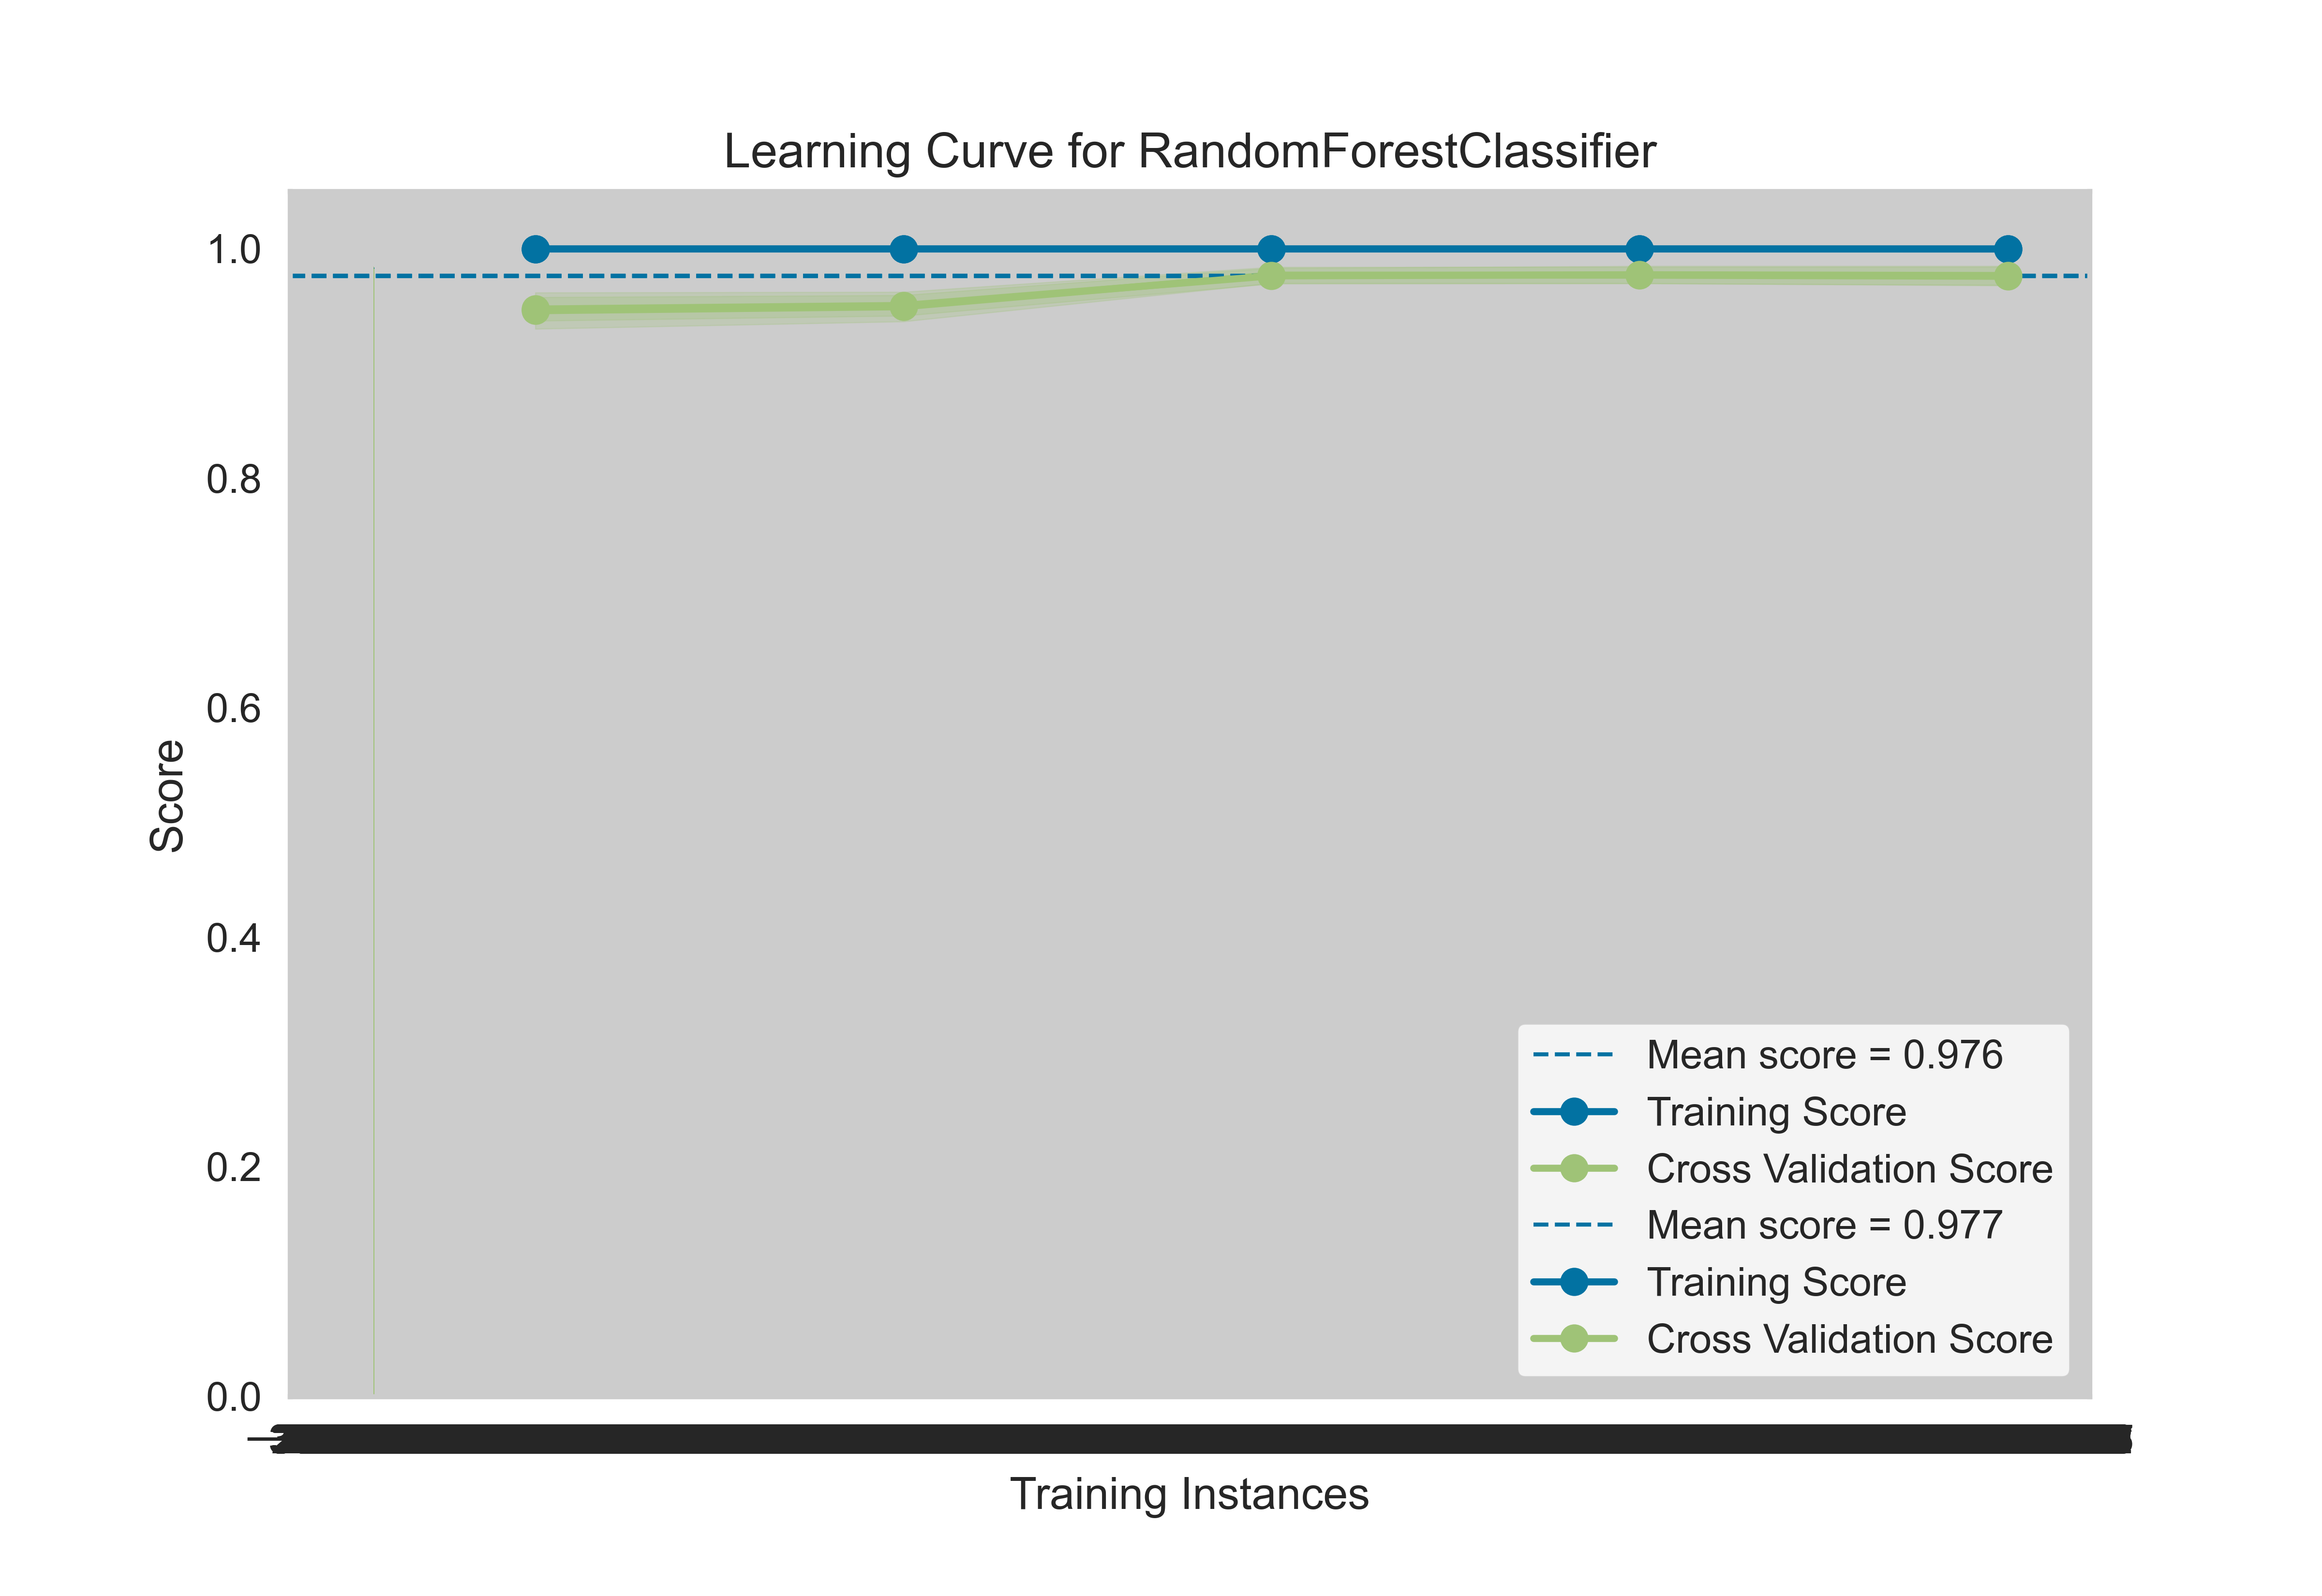 Learning Curve for RandomForestClassifier
1.0
0.8
0.6
0.4
0.2
0.0
Score
Mean score = 0.976
Training Score
Cross Validation Score
Mean score = 0.977
Training Score
Cross Validation Score
Training Instances